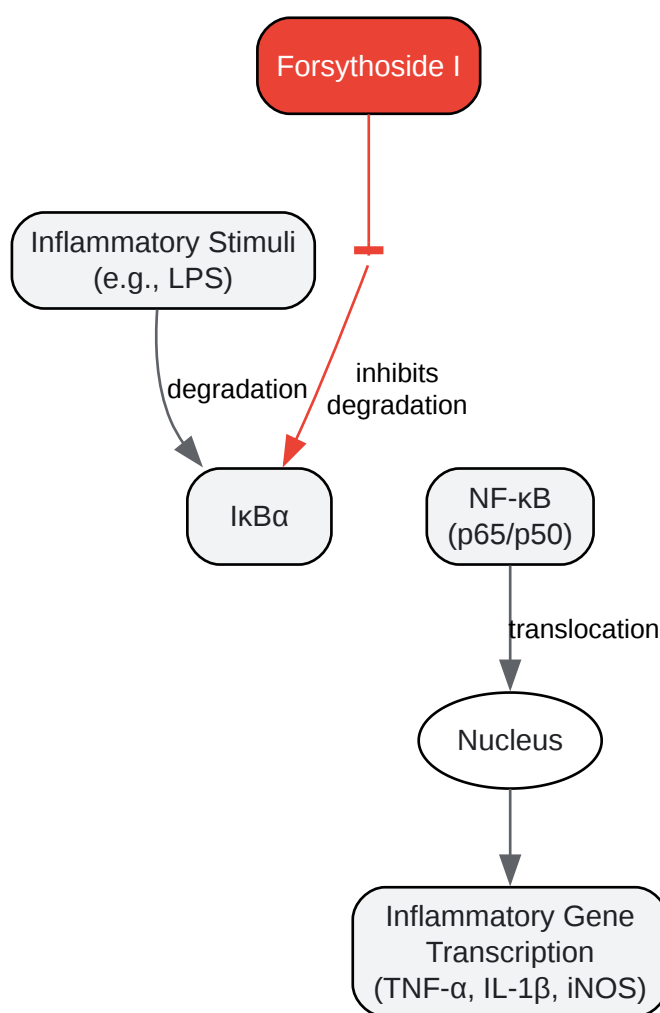 Forsythoside I
Inflammatory Stimuli
(e.g., LPS)
degradation
inhibits
degradation
IκBα
NF-κB
(p65/p50)
translocation
Nucleus
Inflammatory Gene
Transcription
(TNF-α, IL-1β, iNOS)